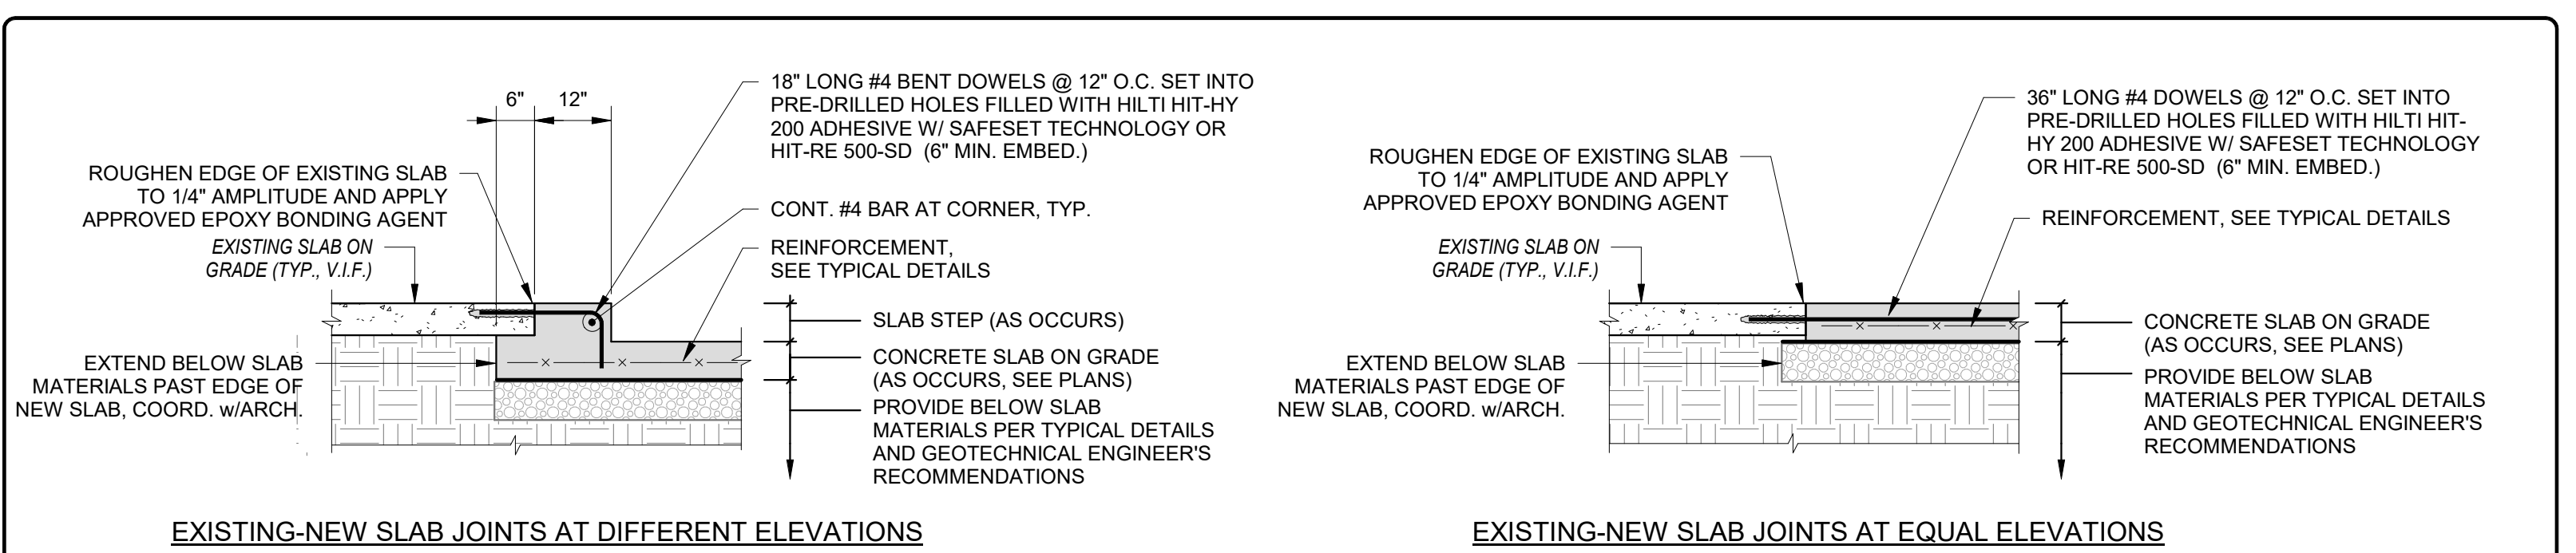 6" 12"
18" LONG #4 BENT DOWELS @ 12" O.C. SET INTO
PRE-DRILLED HOLES FILLED WITH HILTI HIT-HY
200 ADHESIVE W/ SAFESET TECHNOLOGY OR
HIT-RE 500-SD (6" MIN. EMBED.)
ROUGHEN EDGE OF EXISTING SLAB
TO 1/4" AMPLITUDE AND APPLY
APPROVED EPOXY BONDING AGENT
CONT. #4 BAR AT CORNER, TYP.
EXISTING SLAB ON
GRADE (TYP., V.I.F.)
REINFORCEMENT,
SEE TYPICAL DETAILS
SLAB STEP (AS OCCURS)
EXTEND BELOW SLAB
MATERIALS PAST EDGE OF
NEW SLAB, COORD. w/ARCH.
CONCRETE SLAB ON GRADE
(AS OCCURS, SEE PLANS)
PROVIDE BELOW SLAB
MATERIALS PER TYPICAL DETAILS
AND GEOTECHNICAL ENGINEER'S
RECOMMENDATIONS
EXISTING-NEW SLAB JOINTS AT DIFFERENT ELEVATIONS
36" LONG #4 DOWELS @ 12" O.C. SET INTO
PRE-DRILLED HOLES FILLED WITH HILTI HIT-
HY 200 ADHESIVE W/ SAFESET TECHNOLOGY
OR HIT-RE 500-SD (6" MIN. EMBED.)
ROUGHEN EDGE OF EXISTING SLAB
TO 1/4" AMPLITUDE AND APPLY
APPROVED EPOXY BONDING AGENT
REINFORCEMENT, SEE TYPICAL DETAILS
EXISTING SLAB ON
GRADE (TYP., V.I.F.)
CONCRETE SLAB ON GRADE
(AS OCCURS, SEE PLANS)
EXTEND BELOW SLAB
MATERIALS PAST EDGE OF
NEW SLAB, COORD. w/ARCH.
PROVIDE BELOW SLAB
MATERIALS PER TYPICAL DETAILS
AND GEOTECHNICAL ENGINEER'S
RECOMMENDATIONS
EXISTING-NEW SLAB JOINTS AT EQUAL ELEVATIONS